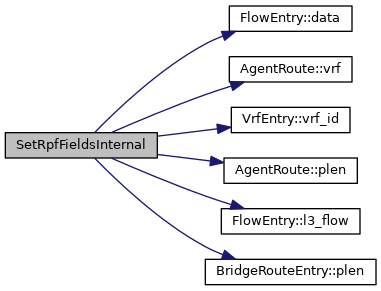 FlowEntry::data
AgentRoute::vrf
VrfEntry::vrf_id
SetRpfFieldsInternal
AgentRoute::plen
FlowEntry::l3_flow
BridgeRouteEntry::plen